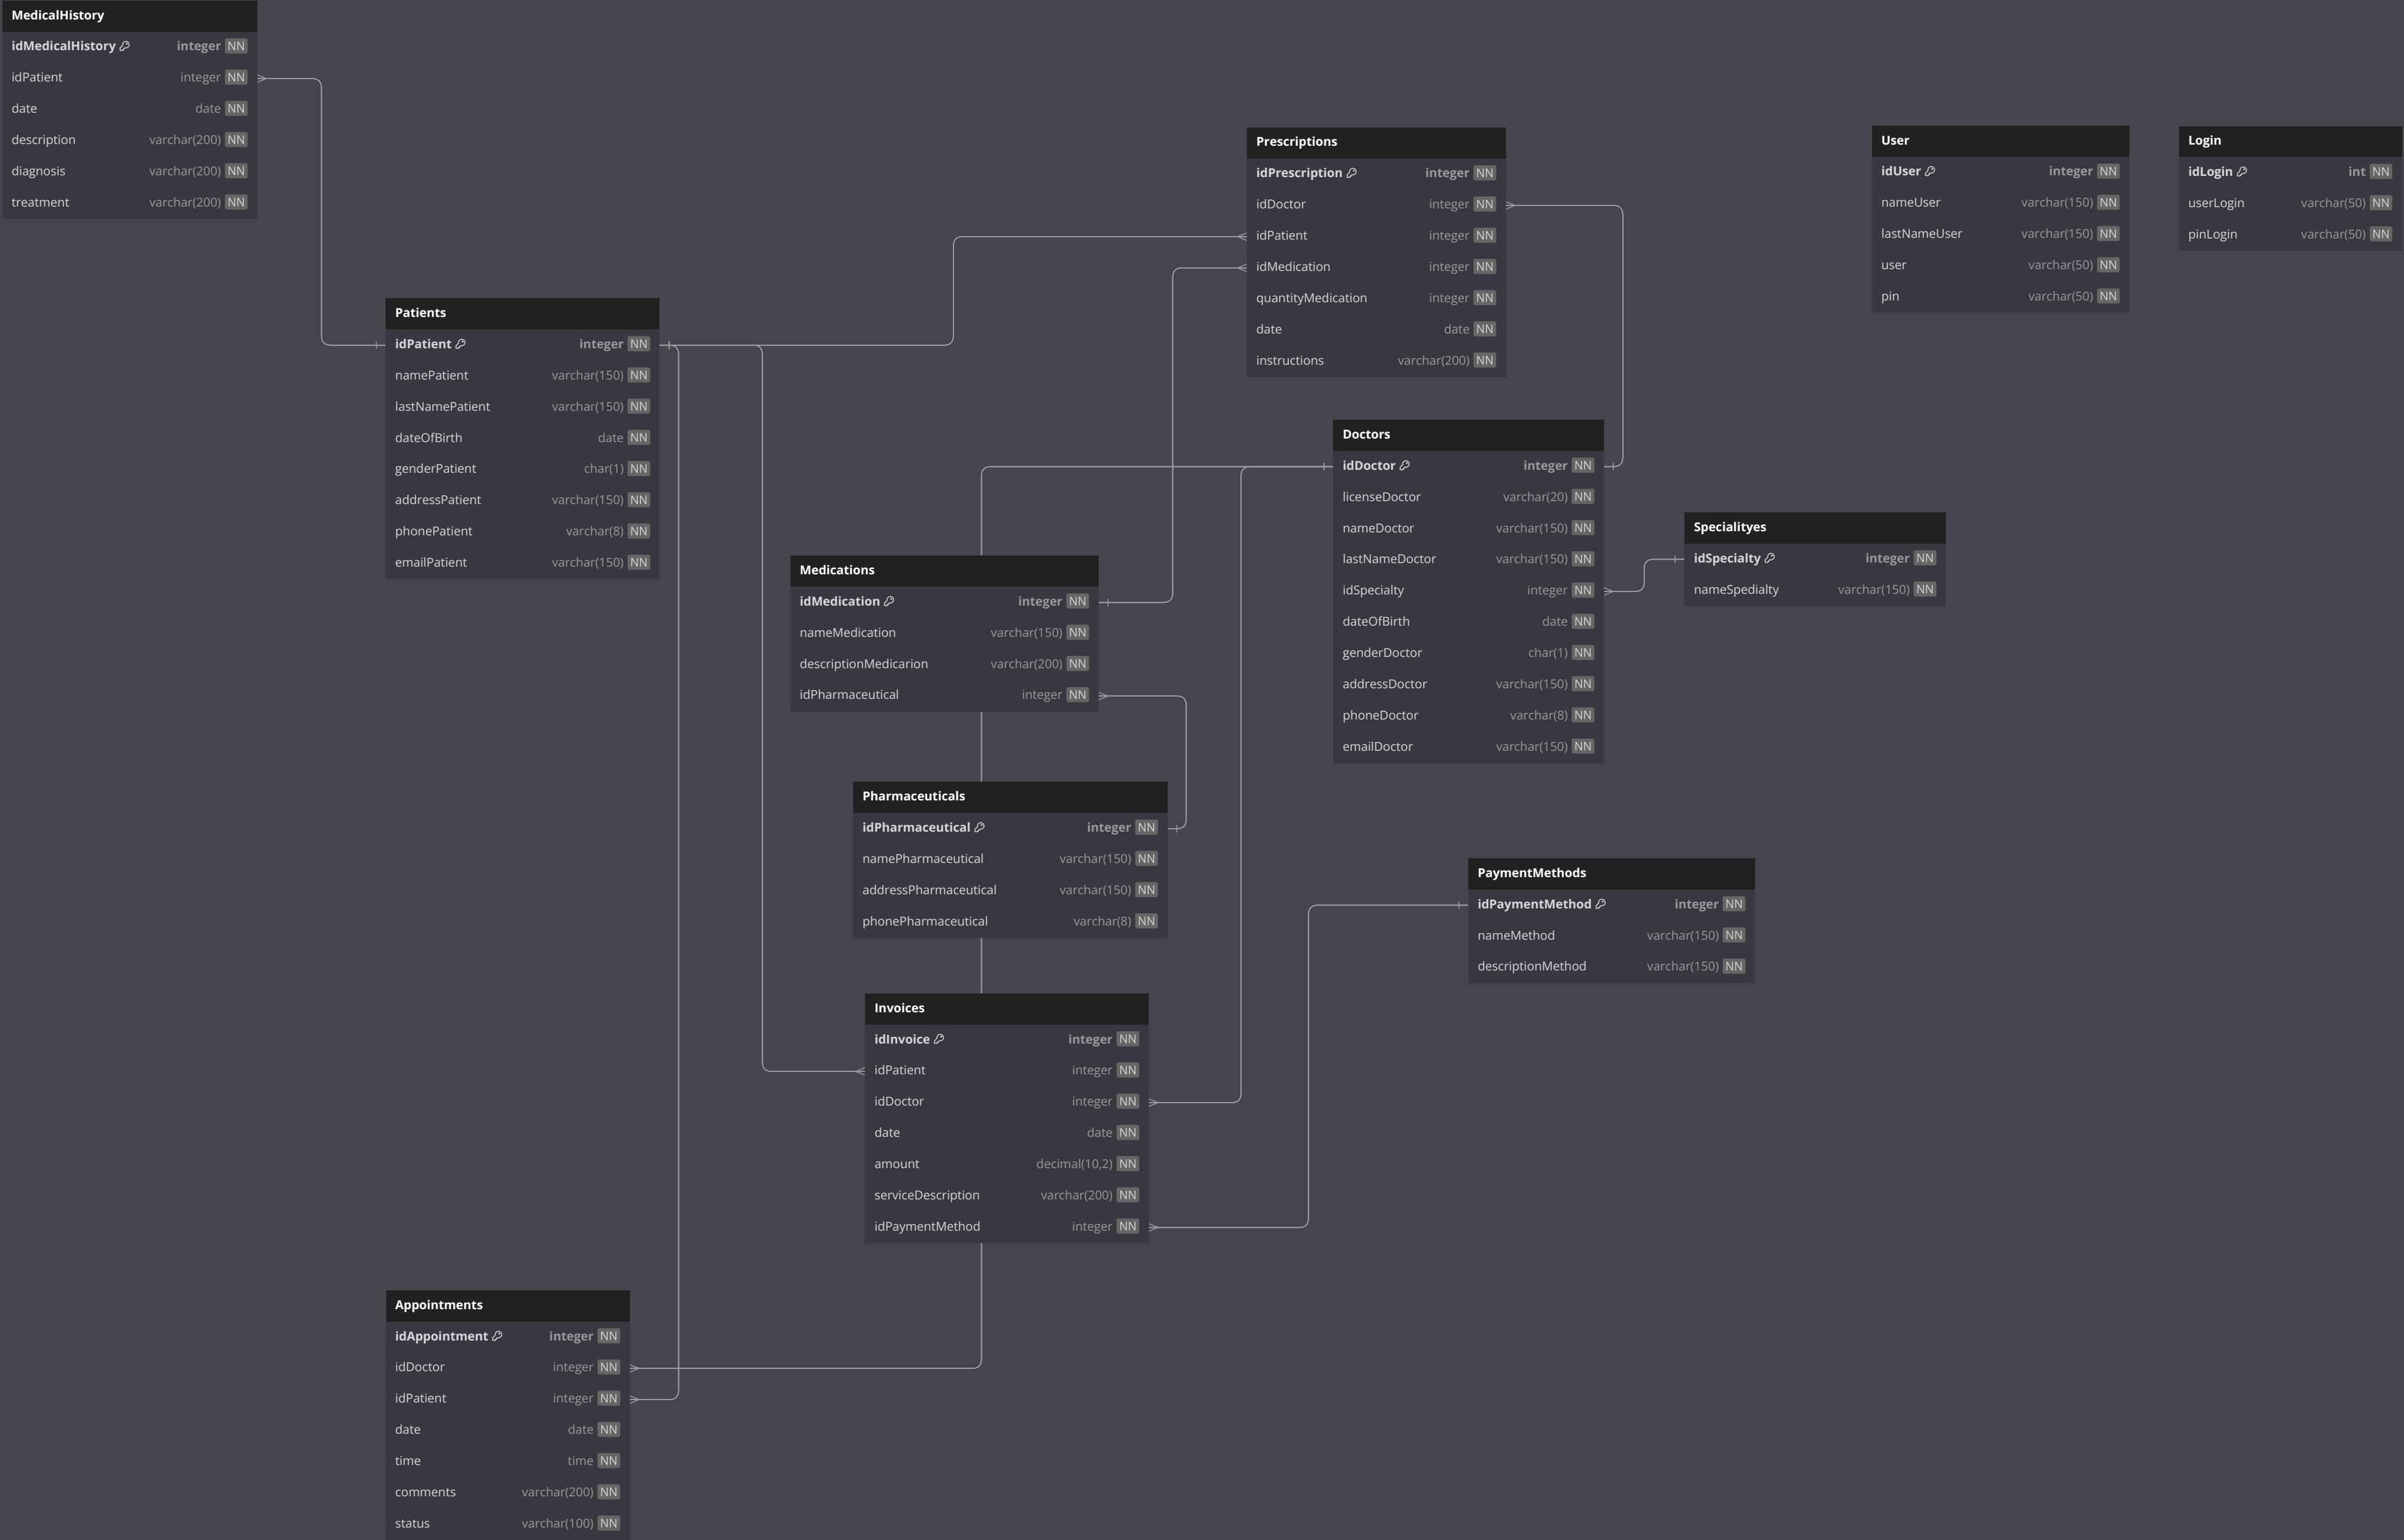 MedicalHistory
idMedicalHistory integer NN
idPatient integer NN
date date NN
description varchar(200) NN
diagnosis varchar(200) NN
treatment varchar(200) NN
Prescriptions
idPrescription integer NN
idDoctor integer NN
idPatient integer NN
idMedication integer NN
quantityMedication integer NN
date date NN
instructions varchar(200) NN
User
idUser integer NN
nameUser varchar(150) NN
lastNameUser varchar(150) NN
user varchar(50) NN
pin varchar(50) NN
Login
idLogin int NN
userLogin varchar(50) NN
pinLogin varchar(50) NN
Patients
idPatient integer NN
namePatient varchar(150) NN
lastNamePatient varchar(150) NN
dateOfBirth date NN
genderPatient char(1) NN
addressPatient varchar(150) NN
phonePatient varchar(8) NN
emailPatient varchar(150) NN
Doctors
idDoctor integer NN
licenseDoctor varchar(20) NN
nameDoctor varchar(150) NN
lastNameDoctor varchar(150) NN
idSpecialty integer NN
dateOfBirth date NN
genderDoctor char(1) NN
addressDoctor varchar(150) NN
phoneDoctor varchar(8) NN
emailDoctor varchar(150) NN
Specialityes
idSpecialty integer NN
nameSpedialty varchar(150) NN
Medications
idMedication integer NN
nameMedication varchar(150) NN
descriptionMedicarion varchar(200) NN
idPharmaceutical integer NN
Pharmaceuticals
idPharmaceutical integer NN
namePharmaceutical varchar(150) NN
addressPharmaceutical varchar(150) NN
phonePharmaceutical varchar(8) NN
PaymentMethods
idPaymentMethod integer NN
nameMethod varchar(150) NN
descriptionMethod varchar(150) NN
Invoices
idInvoice integer NN
idPatient integer NN
idDoctor integer NN
date date NN
amount decimal(10,2) NN
serviceDescription varchar(200) NN
idPaymentMethod integer NN
Appointments
idAppointment integer NN
idDoctor integer NN
idPatient integer NN
date date NN
time time NN
comments varchar(200) NN
status varchar(100) NN